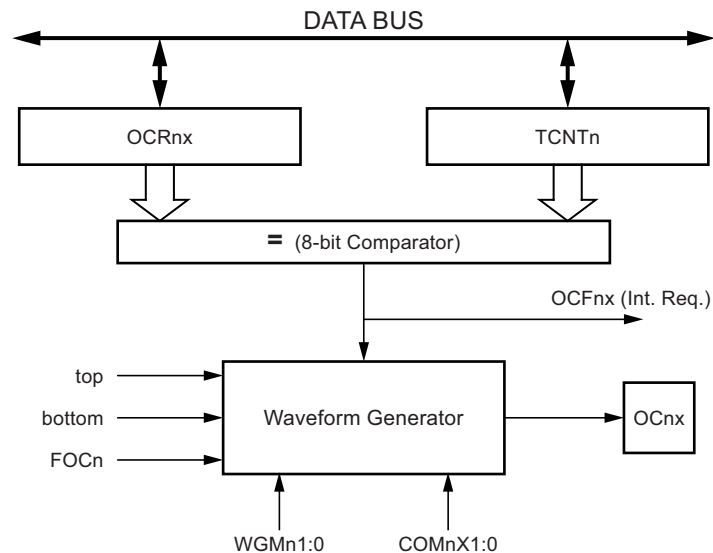 DATA BUS
OCRnx
TCNTn
= (8-bit Comparator)
OCFnx (Int. Req.)
top
bottom
FOCn
Waveform Generator
OCnx
WGMn1:0
COMnX1:0